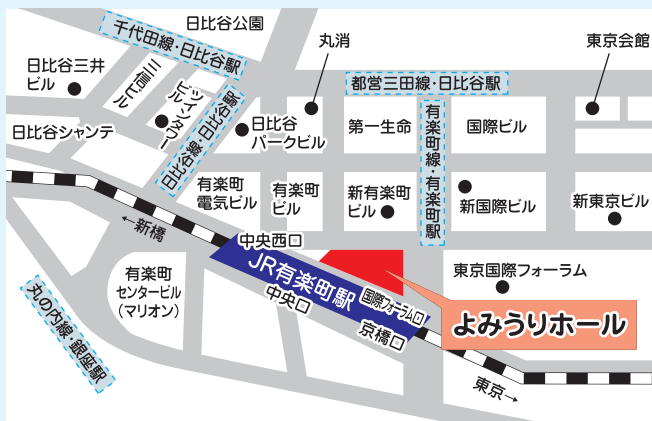 日比谷公園
千代田線・日比谷駅
丸消
東京会館
日比谷三井
ビル
三信ビル
ツインタワー
ビル
日比谷線・日比谷駅
都営三田線・日比谷駅
日比谷シャンテ
日比谷
パークビル
第一生命
有楽町線・有楽町駅
国際ビル
有楽町
電気ビル
有楽町
ビル
新有楽町
ビル
新国際ビル
新東京ビル
←新橋
中央西口
JR有楽町駅
国際フォーラム口
中央口
京橋口
東京国際フォーラム
有楽町
センタービル
(マリオン)
丸の内線・銀座駅
よみうりホール
東京→